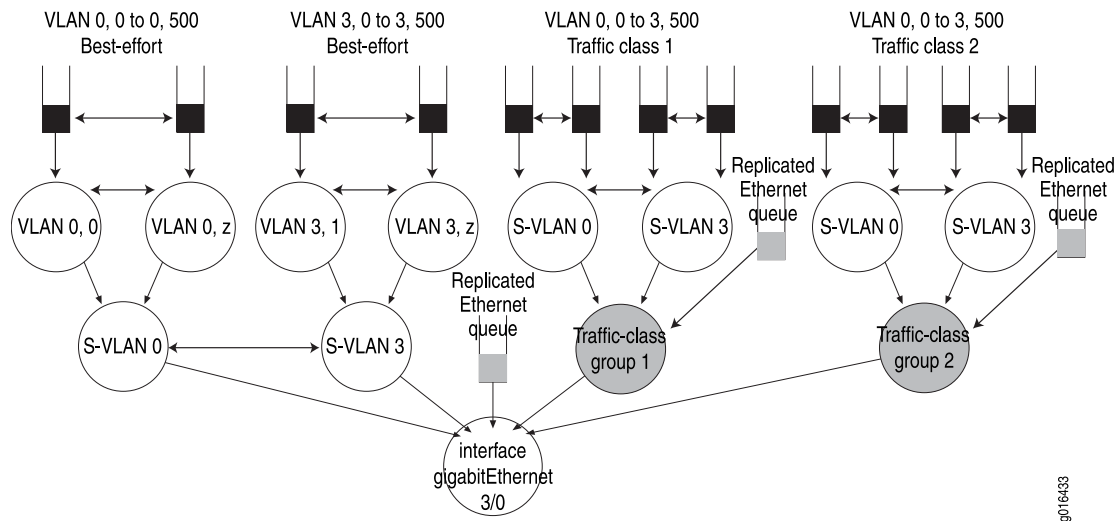 VLAN 0, 0 to 0, 500
Best-effort
VLAN 3, 0 to 3, 500
Best-effort
VLAN 0, 0 to 3, 500
Traffic class 1
VLAN 0, 0 to 3, 500
Traffic class 2
Replicated
Ethernet
queue
Replicated
Ethernet
queue
VLAN 0, 0
VLAN 0, z
VLAN 3, 1
VLAN 3, z
S-VLAN 0
S-VLAN 3
S-VLAN 0
S-VLAN 3
Replicated
Ethernet
queue
S-VLAN 0
S-VLAN 3
Traffic-class
group 1
Traffic-class
group 2
interface
gigabitEthernet
3/0
g016433